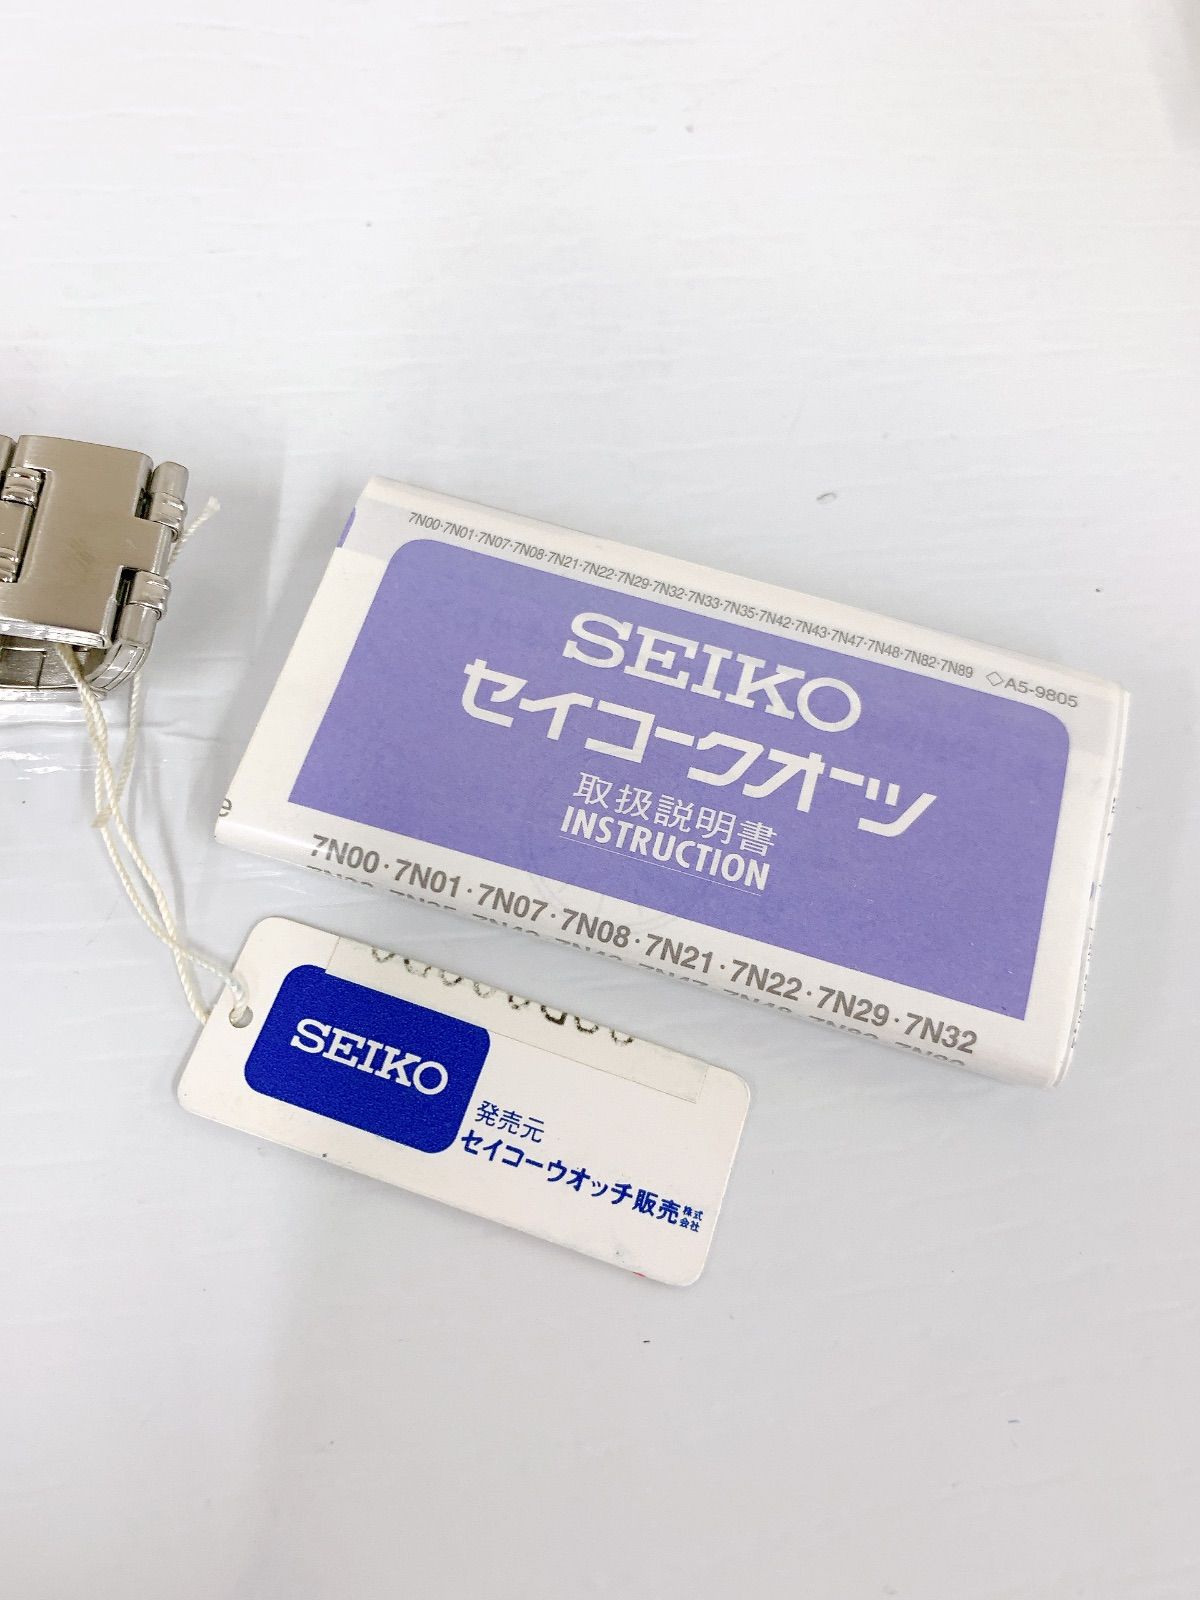 7N00·7N01·7N07·7N08·7N21·7N22·7N29·7N32·7N33·7N35·7N42·7N43·7N47·7N48·7N82·7N89 ◇A5-9805
SEIKO
セイコークオーツ
取扱説明書
INSTRUCTION
7N00·7N01·7N07·7N08·7N21·7N22·7N29·7N32
SEIKO
発売元
セイコーウオッチ販売株式会社